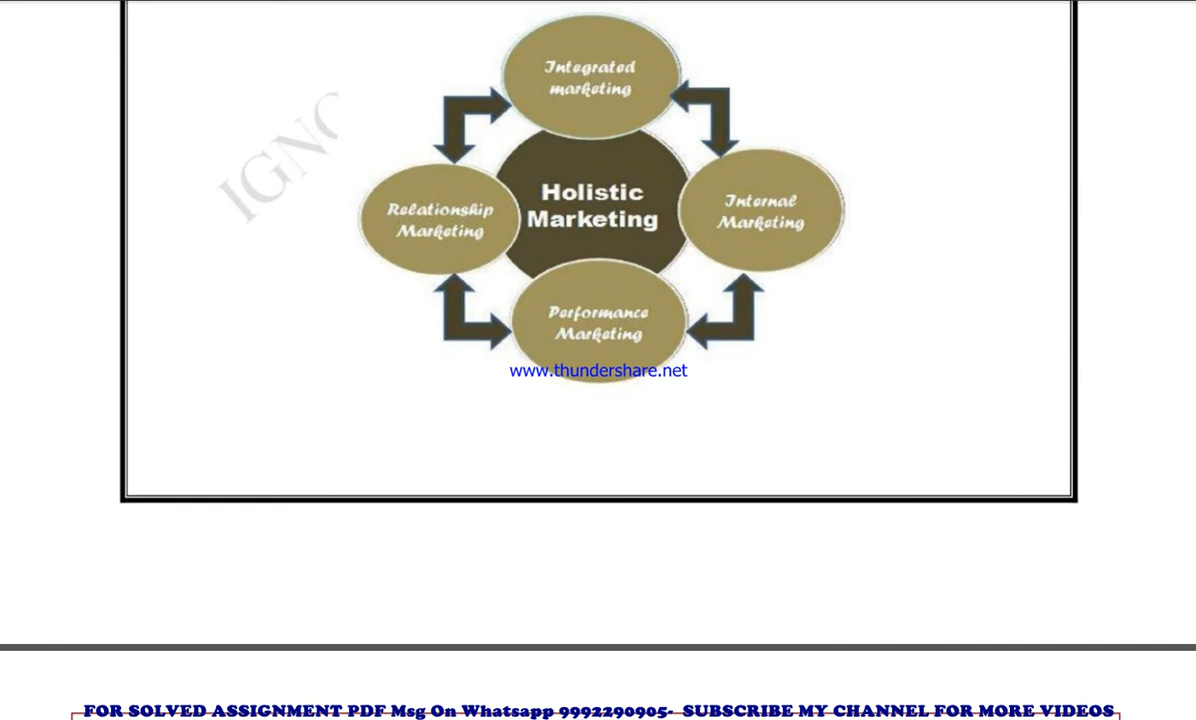 Integrated
marketing
IGNO
Holistic
Marketing
Relationship
Marketing
Internal
Marketing
Performance
Marketing
www.thundershare.net
FOR SOLVED ASSIGNMENT PDF Msg On Whatsapp 9992290905- SUBSCRIBE MY CHANNEL FOR MORE VIDEOS